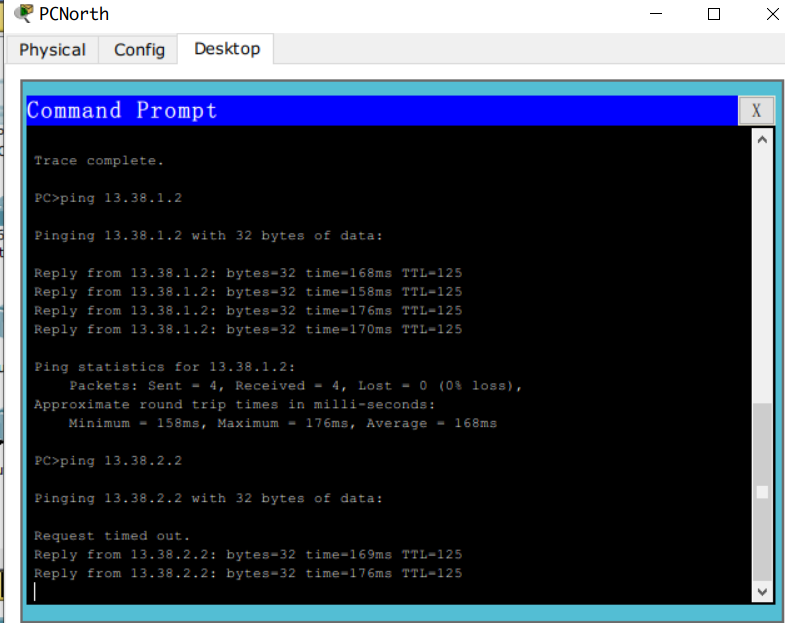 PCNorth
Physical Config Desktop
Command Prompt X
Trace complete.
PC>ping 13.38.1.2
Pinging 13.38.1.2 with 32 bytes of data:
Reply from 13.38.1.2: bytes=32 time=168ms TTL=125
Reply from 13.38.1.2: bytes=32 time=158ms TTL=125
Reply from 13.38.1.2: bytes=32 time=176ms TTL=125
Reply from 13.38.1.2: bytes=32 time=170ms TTL=125
Ping statistics for 13.38.1.2:
Packets: Sent = 4, Received = 4, Lost = 0 (0% loss),
Approximate round trip times in milli-seconds:
Minimum = 158ms, Maximum = 176ms, Average = 168ms
PC>ping 13.38.2.2
Pinging 13.38.2.2 with 32 bytes of data:
Request timed out.
Reply from 13.38.2.2: bytes=32 time=169ms TTL=125
Reply from 13.38.2.2: bytes=32 time=176ms TTL=125